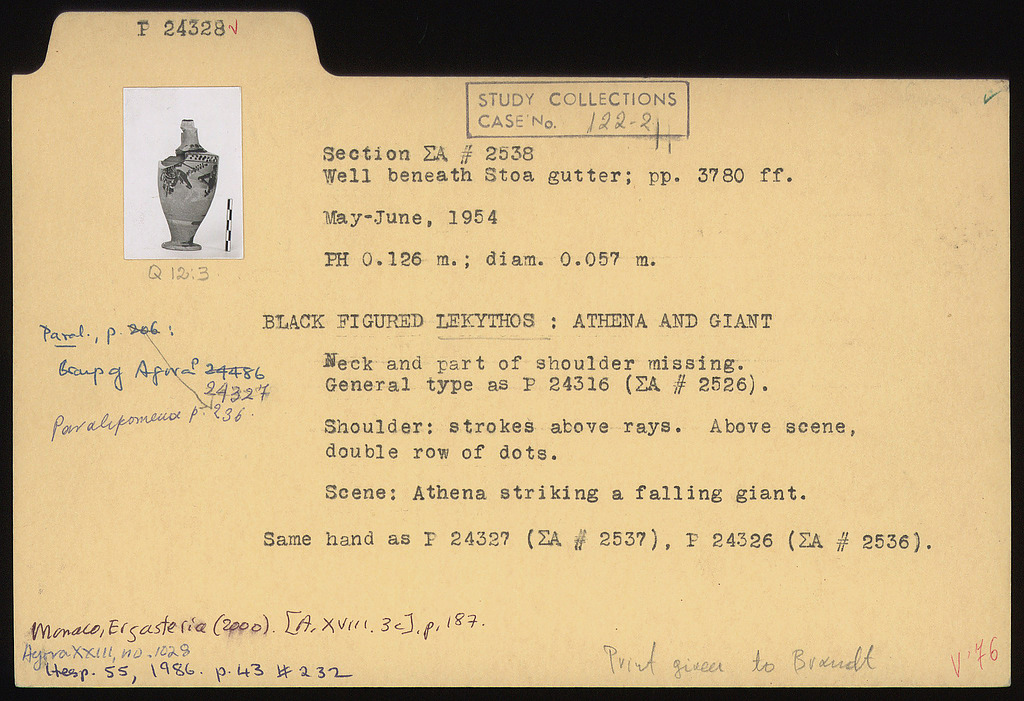 P 24328 √
STUDY COLLECTIONS
CASE No. 122-2
Section ΣA # 2538
Well beneath Stoa gutter; pp. 3780 ff.
May-June, 1954
PH 0.126 m.; diam. 0.057 m.
Q 12:3
BLACK FIGURED LEKYTHOS : ATHENA AND GIANT
Neck and part of shoulder missing.
General type as P 24316 (ΣA # 2526).
Shoulder: strokes above rays. Above scene,
double row of dots.
Scene: Athena striking a falling giant.
Same hand as P 24327 (ΣA # 2537), P 24326 (ΣA # 2536).
Paral., p. 206 :
Group of Agora P 24486
24327
Paralipomena p. 236.
Monaco, Ergasteria (2000). [A. XVIII. 3c], p. 187.
Agora XXIII, no. 1028
Hesp. 55, 1986. p. 43 # 232
Print given to Brandt
√ '76